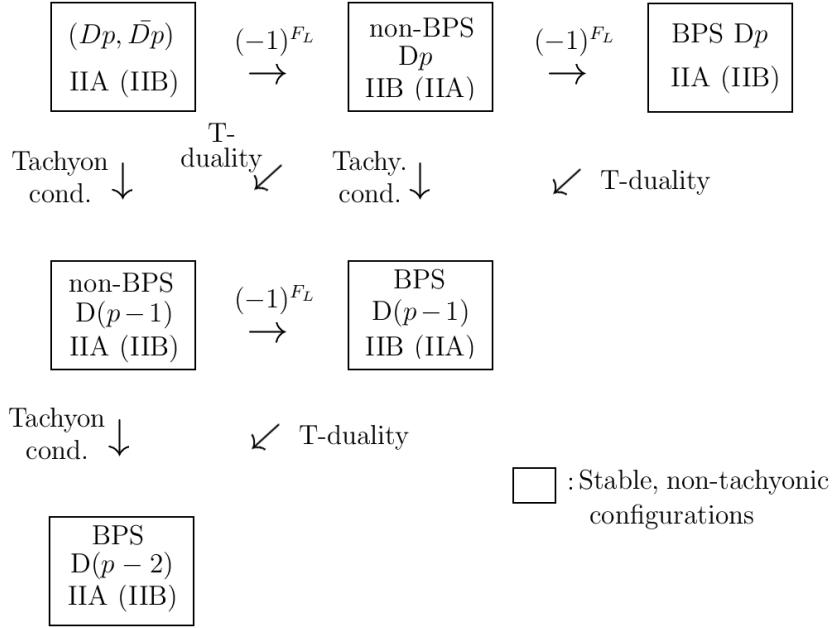 (Dp, D̄p)
IIA (IIB)
(−1)^{F_L}
→
non-BPS
Dp
IIB (IIA)
(−1)^{F_L}
→
BPS Dp
IIA (IIB)
Tachyon
cond. ↓
T-
duality
↙
Tachy.
cond. ↓
↙ T-duality
non-BPS
D(p−1)
IIA (IIB)
(−1)^{F_L}
→
BPS
D(p−1)
IIB (IIA)
Tachyon
cond. ↓
↙ T-duality
: Stable, non-tachyonic
configurations
BPS
D(p − 2)
IIA (IIB)